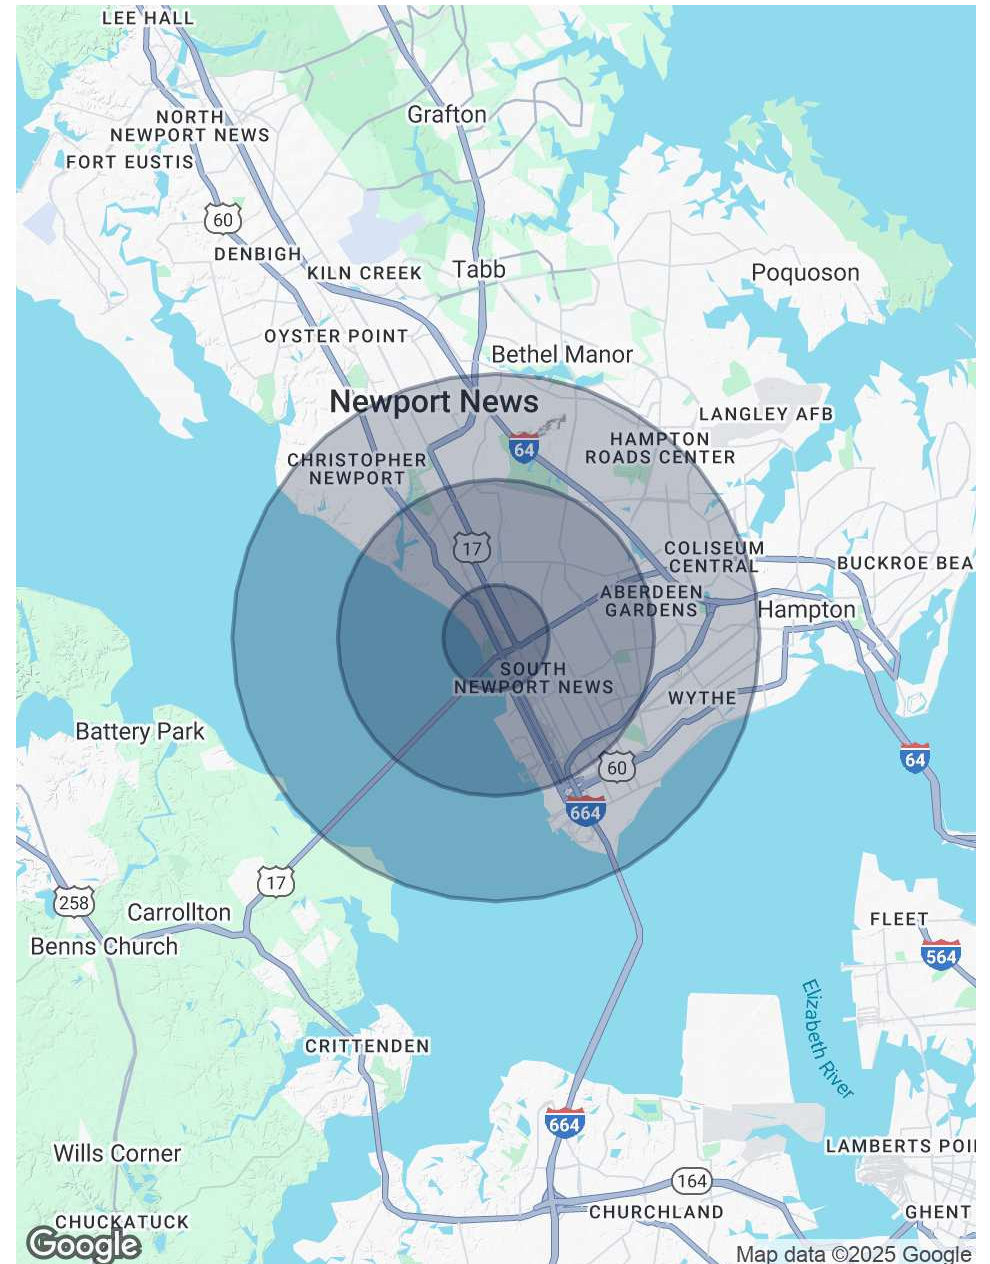 LEE HALL
Grafton
NORTH
NEWPORT NEWS
FORT EUSTIS
60
DENBIGH
KILN CREEK
Tabb
Poquoson
OYSTER POINT
Bethel Manor
Newport News
LANGLEY AFB
64
HAMPTON
ROADS CENTER
CHRISTOPHER
NEWPORT
17
COLISEUM
CENTRAL
BUCKROE BEA
ABERDEEN
GARDENS
Hampton
SOUTH
NEWPORT NEWS
WYTHE
Battery Park
60
64
664
17
258
Carrollton
FLEET
Benns Church
564
Elizabeth River
CRITTENDEN
664
Wills Corner
LAMBERTS POI
164
CHUCKATUCK
CHURCHLAND
GHENT
Google
Map data ©2025 Google